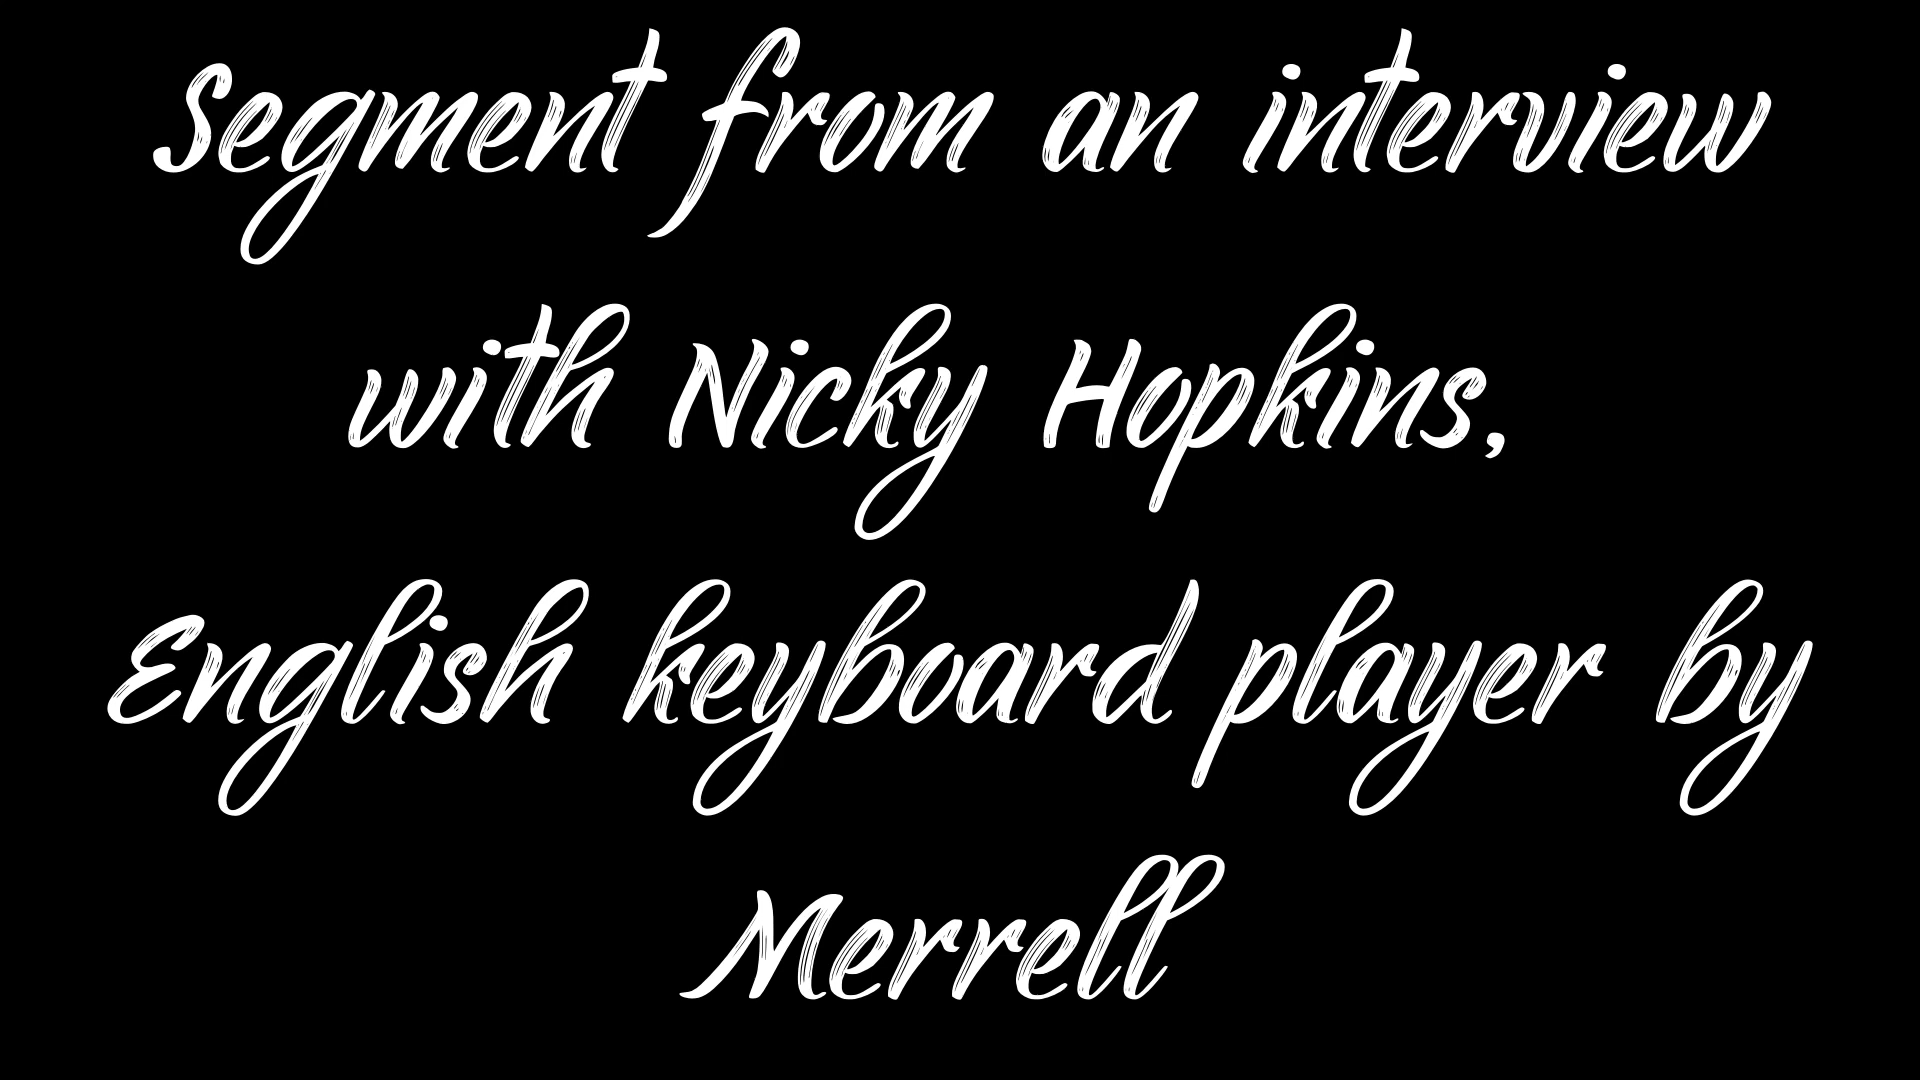 Segment from an interview
with Nicky Hopkins,
English keyboard player by
Merrell